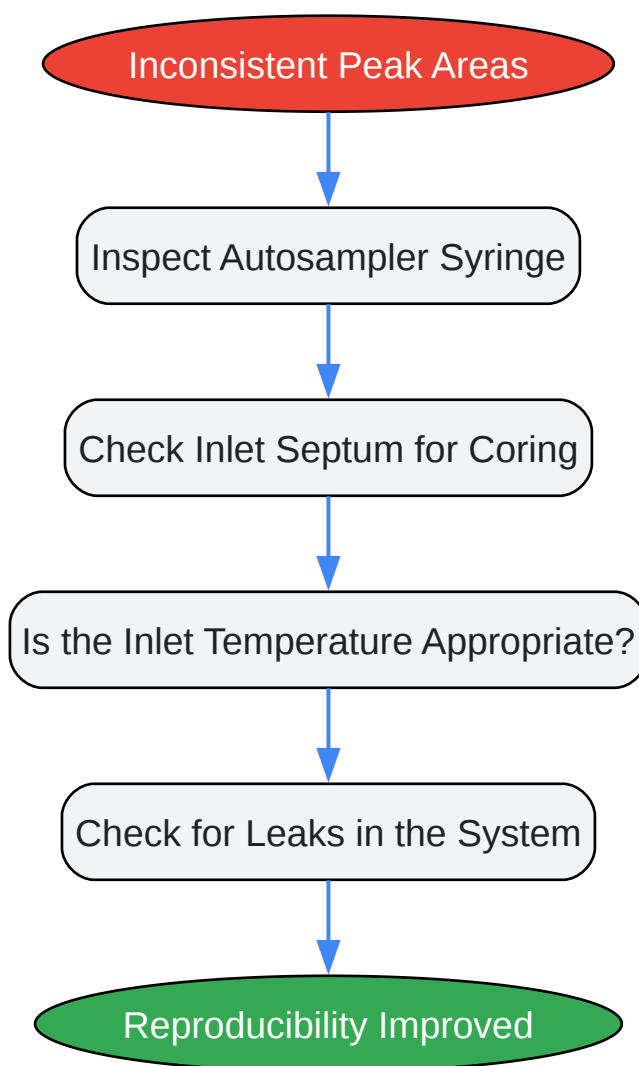 Inconsistent Peak Areas
Inspect Autosampler Syringe
Check Inlet Septum for Coring
Is the Inlet Temperature Appropriate?
Check for Leaks in the System
Reproducibility Improved